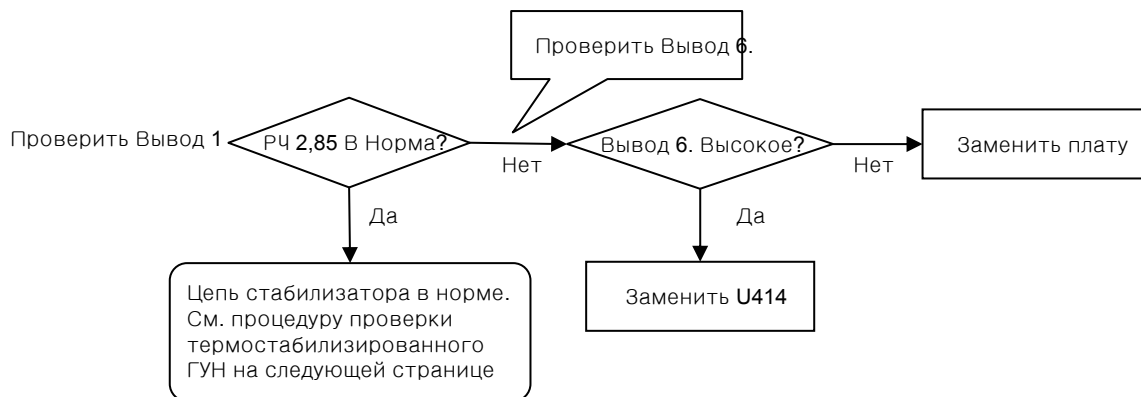 Проверить Вывод 6.
Проверить Вывод 1
РЧ 2,85 В Норма?
Нет
Вывод 6. Высокое?
Нет
Заменить плату
Да
Да
Цепь стабилизатора в норме.
См. процедуру проверки
термостабилизированного
ГУН на следующей странице
Заменить U414